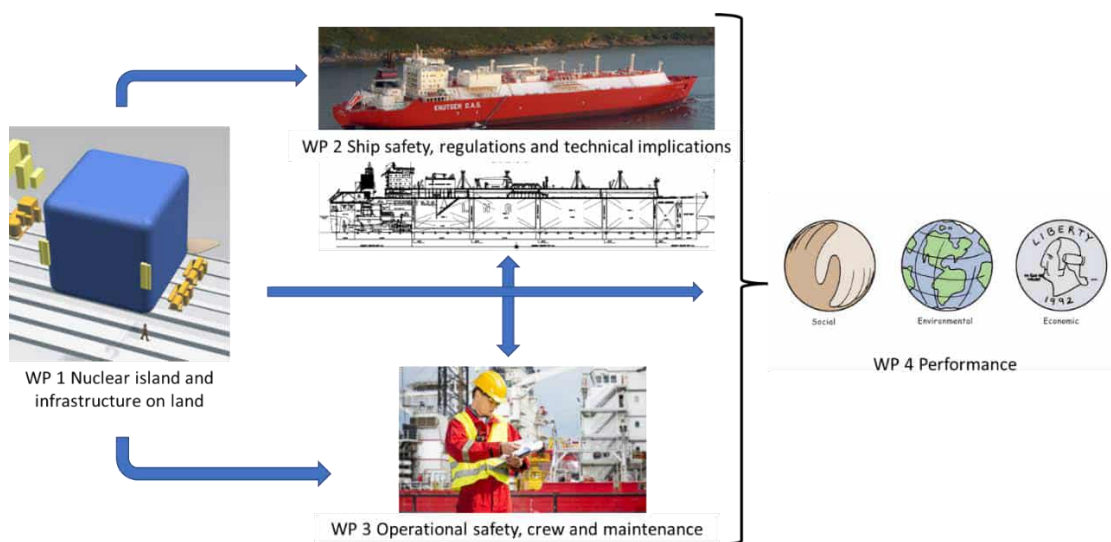 KNUTSEN O.A.S.
WP 2 Ship safety, regulations and technical implications
L N G
WP 1 Nuclear island and
infrastructure on land
WP 3 Operational safety, crew and maintenance
LIBERTY
1992
Social
Environmental
Economic
WP 4 Performance